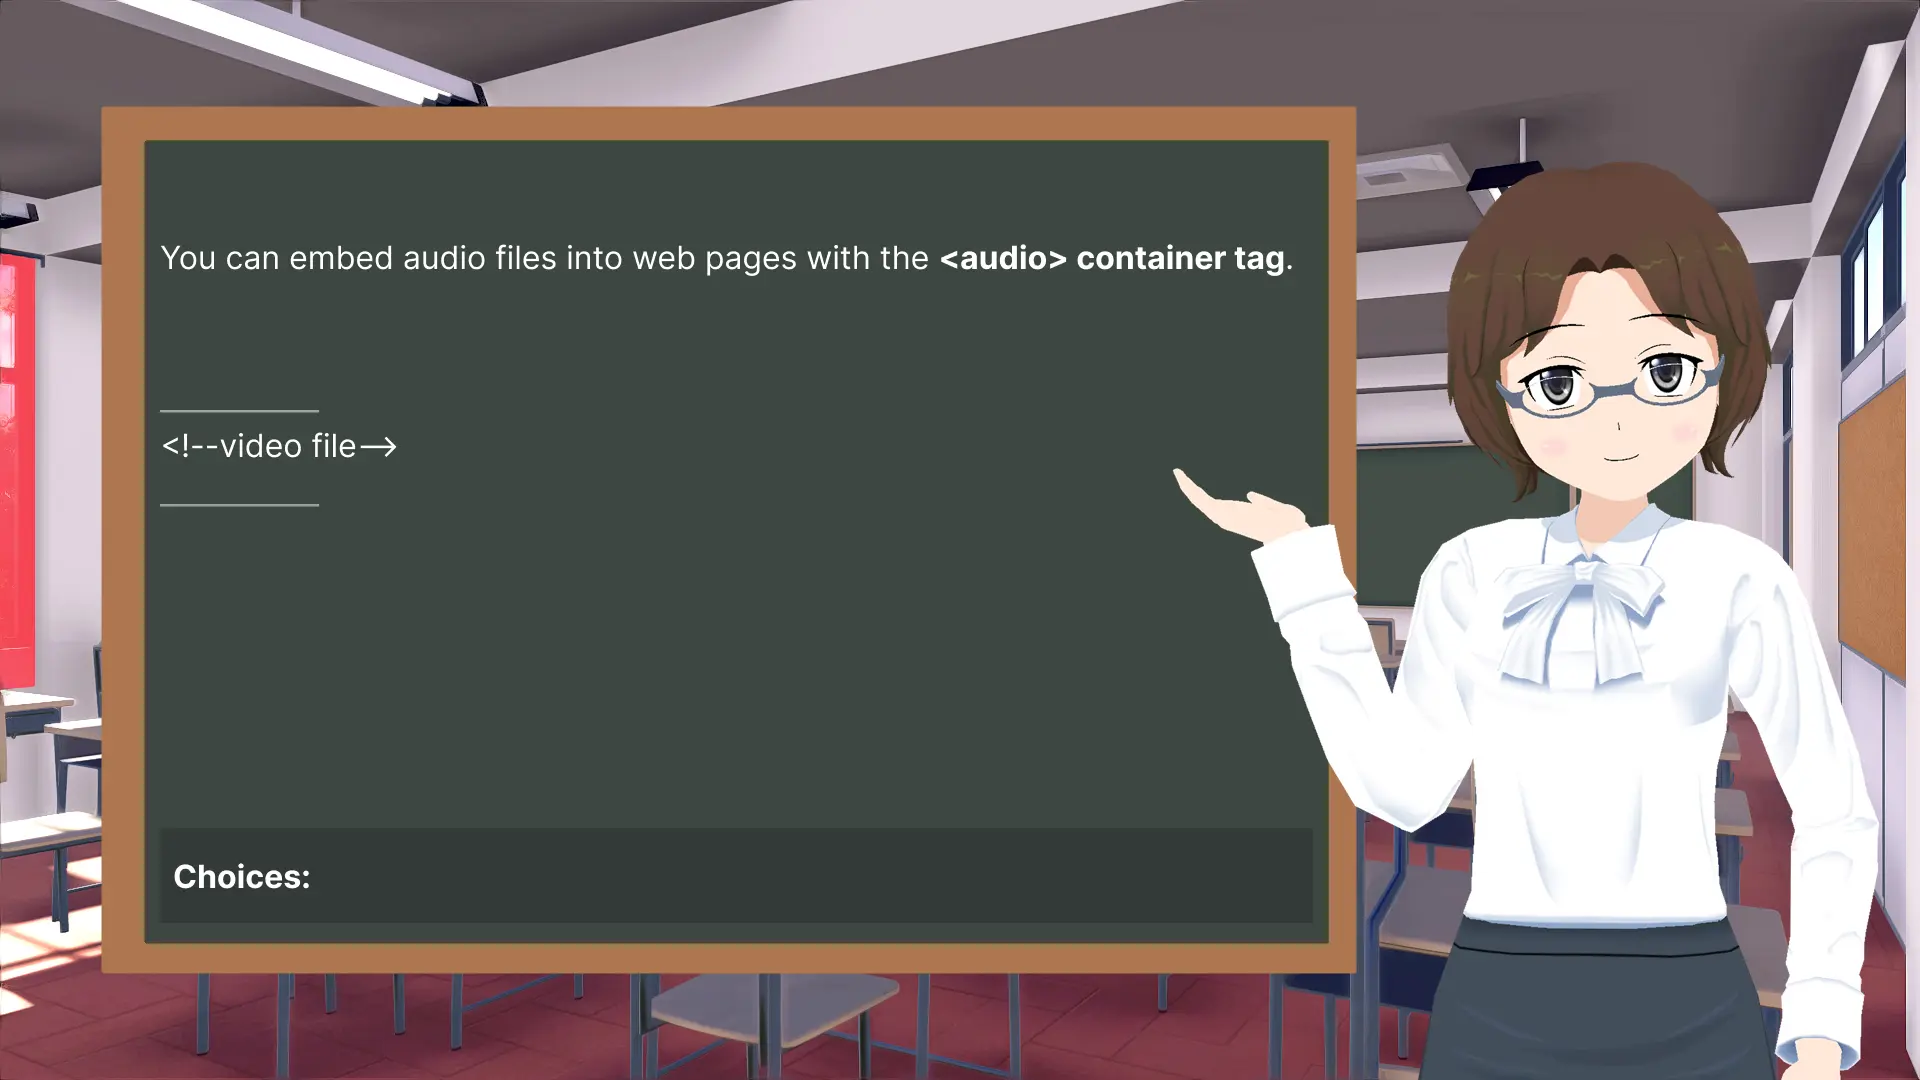 You can embed audio files into web pages with the <audio> container tag.
<!--video file-->
Choices: